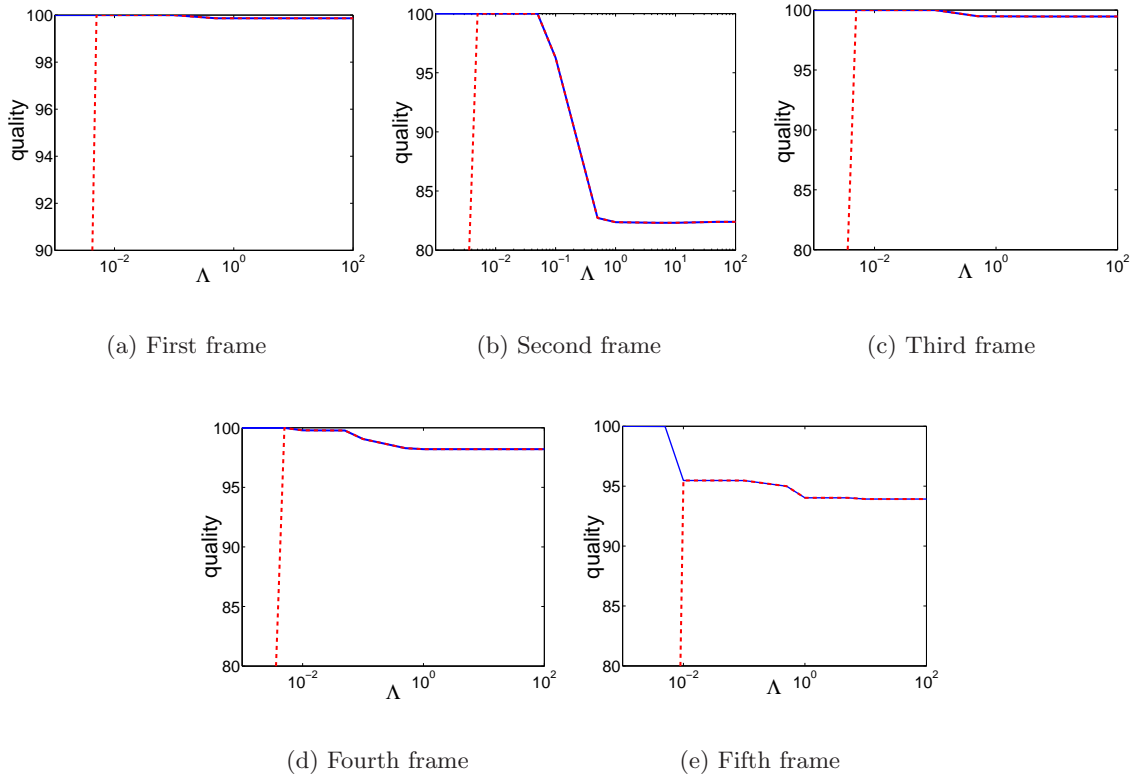 100
98
96
94
92
90
quality
10^-2
10^0
10^2
Λ
(a) First frame
100
95
90
85
80
quality
10^-2
10^-1
10^0
10^1
10^2
Λ
(b) Second frame
100
95
90
85
80
quality
10^-2
10^0
10^2
Λ
(c) Third frame
100
95
90
85
80
quality
10^-2
10^0
10^2
Λ
(d) Fourth frame
100
95
90
85
80
quality
10^-2
10^0
10^2
Λ
(e) Fifth frame